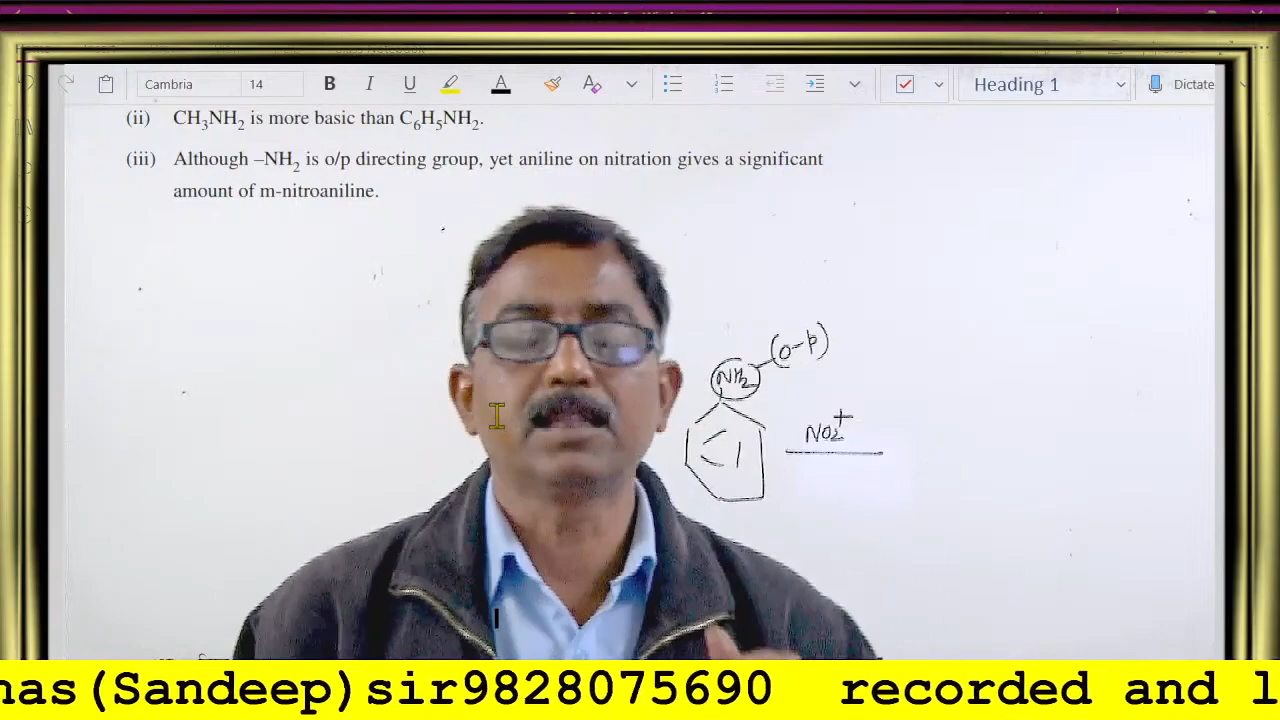 Cambria 14 B I U A A Heading 1 Dictate
(ii) CH₃NH₂ is more basic than C₆H₅NH₂.
(iii) Although –NH₂ is o/p directing group, yet aniline on nitration gives a significant
amount of m-nitroaniline.
(o-p)
NH₂
NO₂⁺
has(Sandeep)sir9828075690 recorded and l